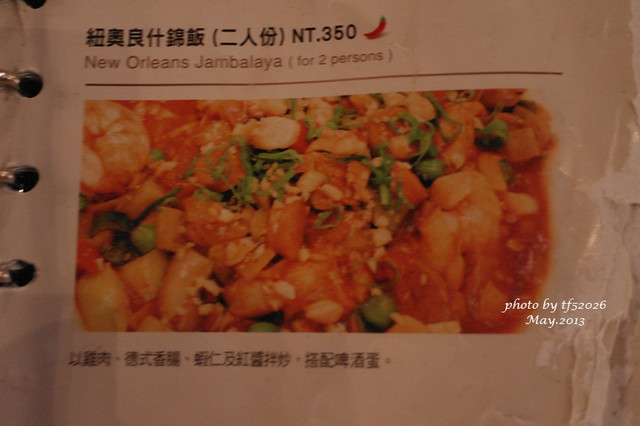 紐奧良什錦飯 (二人份) NT.350
New Orleans Jambalaya ( for 2 persons )
photo by tf52026
May.2013
以雞肉、德式香腸、蝦仁及紅醬拌炒，搭配啤酒蛋。